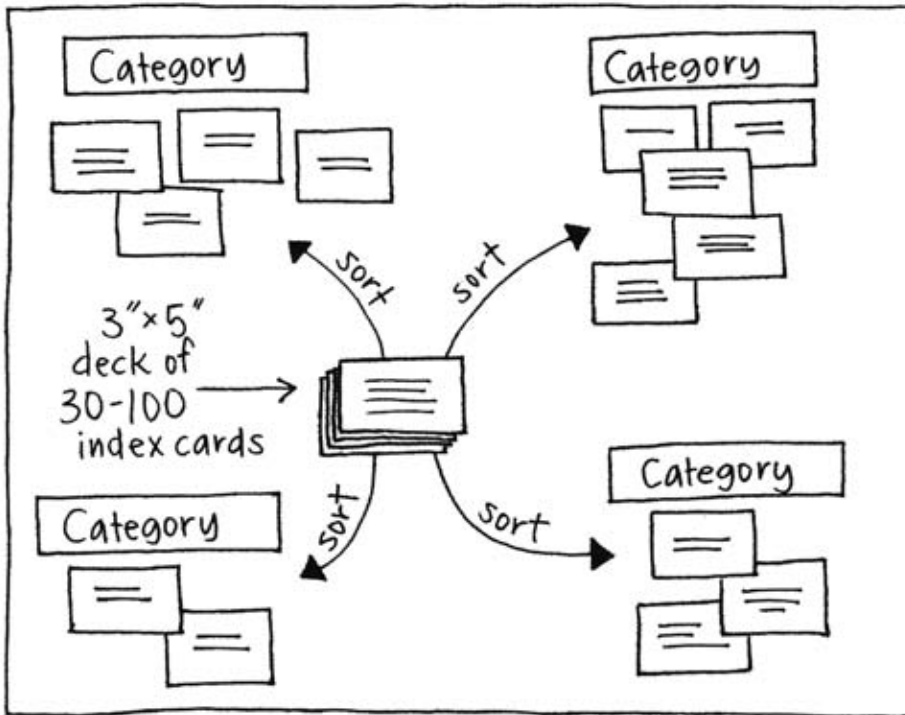 Category
Category
sort
sort
3"×5"
deck of
30-100
index cards
Category
Category
sort
sort